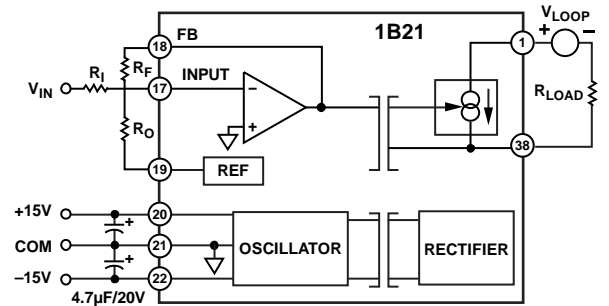 1B21
V_LOOP
+ −
18 FB
1
R_F
V_IN R_I 17 INPUT
−
+
R_LOAD
R_O
38
19 REF
+15V 20
+
COM 21 OSCILLATOR RECTIFIER
+
–15V 22
4.7µF/20V